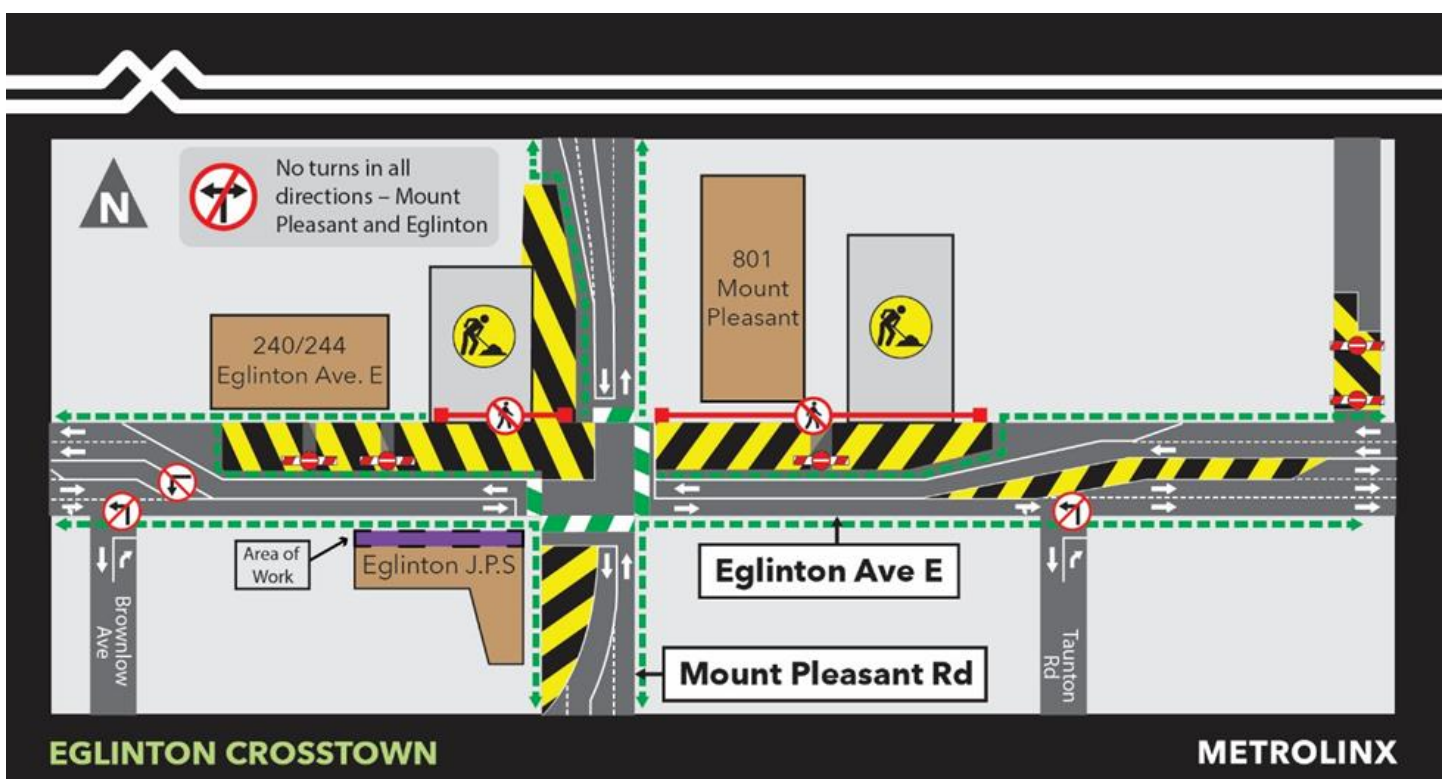 N
No turns in all
directions – Mount
Pleasant and Eglinton
801
Mount
Pleasant
240/244
Eglinton Ave. E
Area of
Work
Eglinton J.P.S
Eglinton Ave E
Brownlow
Ave
Mount Pleasant Rd
Taunton
Rd
EGLINTON CROSSTOWN
METROLINX